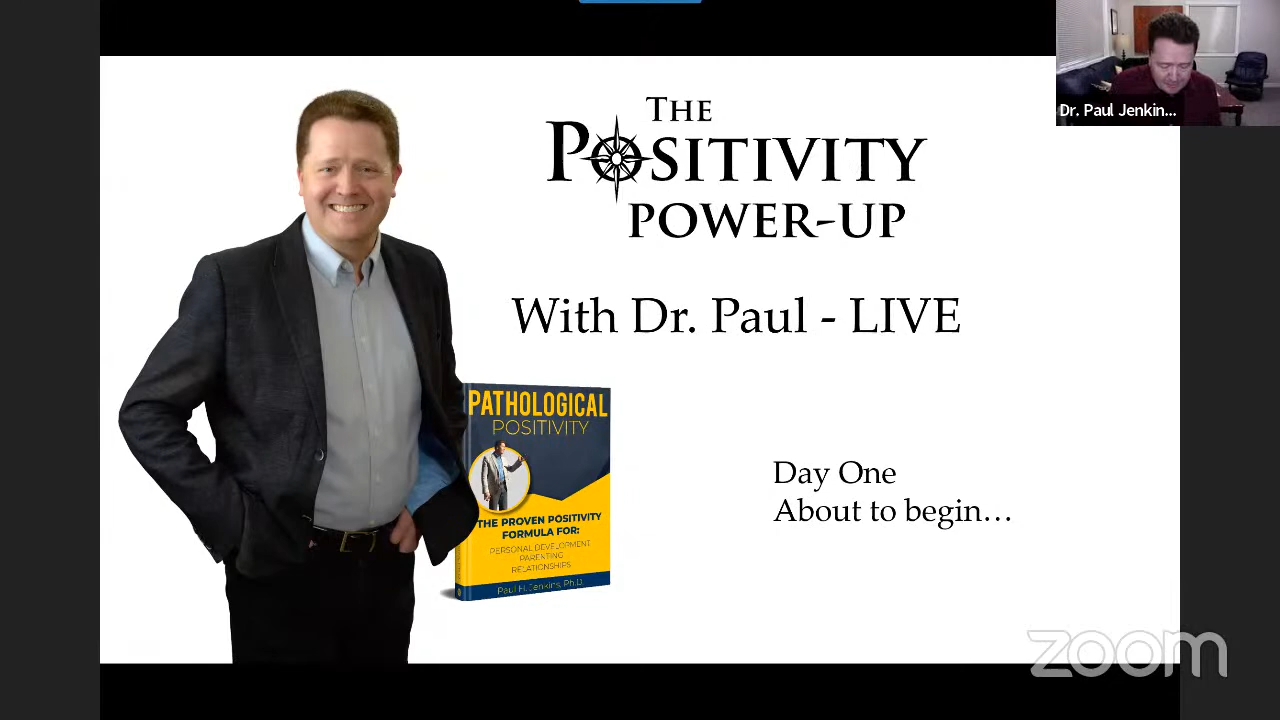 THE
POSITIVITY
POWER-UP
With Dr. Paul - LIVE
PATHOLOGICAL
POSITIVITY
THE PROVEN POSITIVITY
FORMULA FOR:
PERSONAL DEVELOPMENT
PARENTING
RELATIONSHIPS
Paul H. Jenkins, Ph.D.
Day One
About to begin...
Dr. Paul Jenkin...
zoom